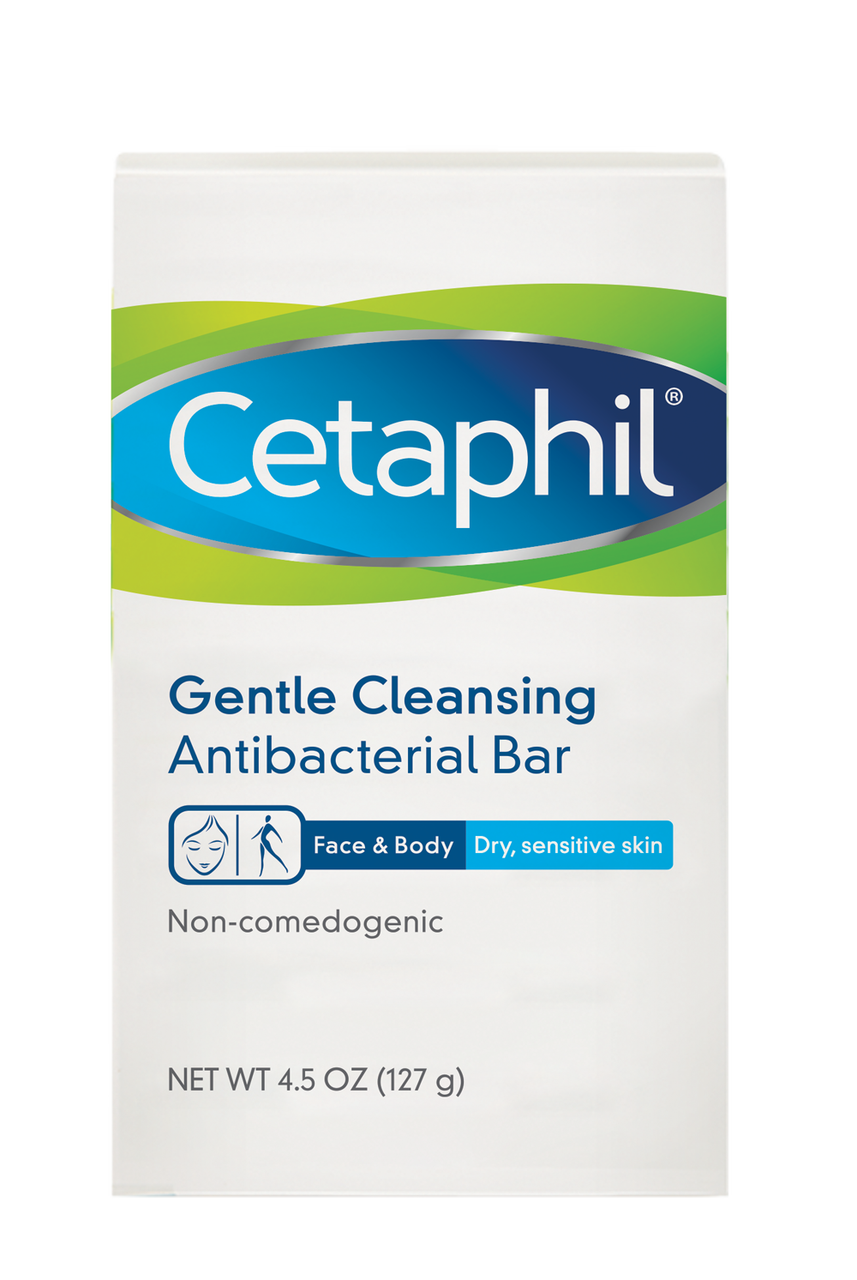 Cetaphil®
Gentle Cleansing
Antibacterial Bar
Face & Body Dry, sensitive skin
Non-comedogenic
NET WT 4.5 OZ (127 g)